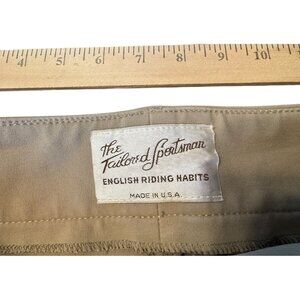 4 5 6 7 8 9 10
The
Tailored Sportsman
ENGLISH RIDING HABITS
MADE IN U.S.A.